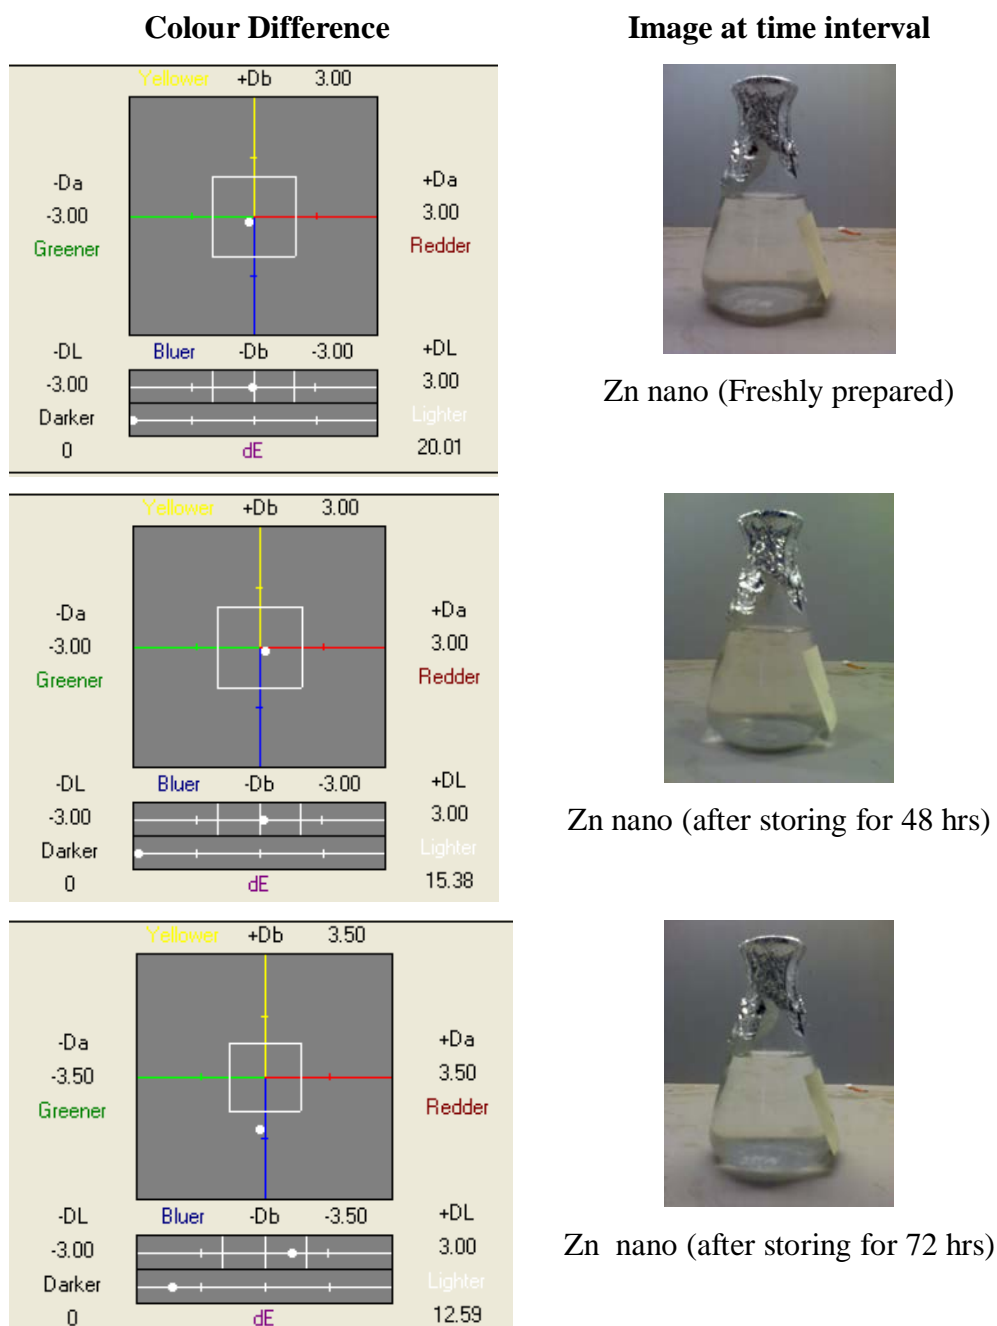 Colour Difference
Image at time interval
Yellower +Db 3.00
-Da
-3.00
Greener
+Da
3.00
Redder
-DL Bluer -Db -3.00 +DL
-3.00 3.00
Darker Lighter
0 dE 20.01
Zn nano (Freshly prepared)
Yellower +Db 3.00
-Da
-3.00
Greener
+Da
3.00
Redder
-DL Bluer -Db -3.00 +DL
-3.00 3.00
Darker Lighter
0 dE 15.38
Zn nano (after storing for 48 hrs)
Yellower +Db 3.50
-Da
-3.50
Greener
+Da
3.50
Redder
-DL Bluer -Db -3.50 +DL
-3.00 3.00
Darker Lighter
0 dE 12.59
Zn nano (after storing for 72 hrs)